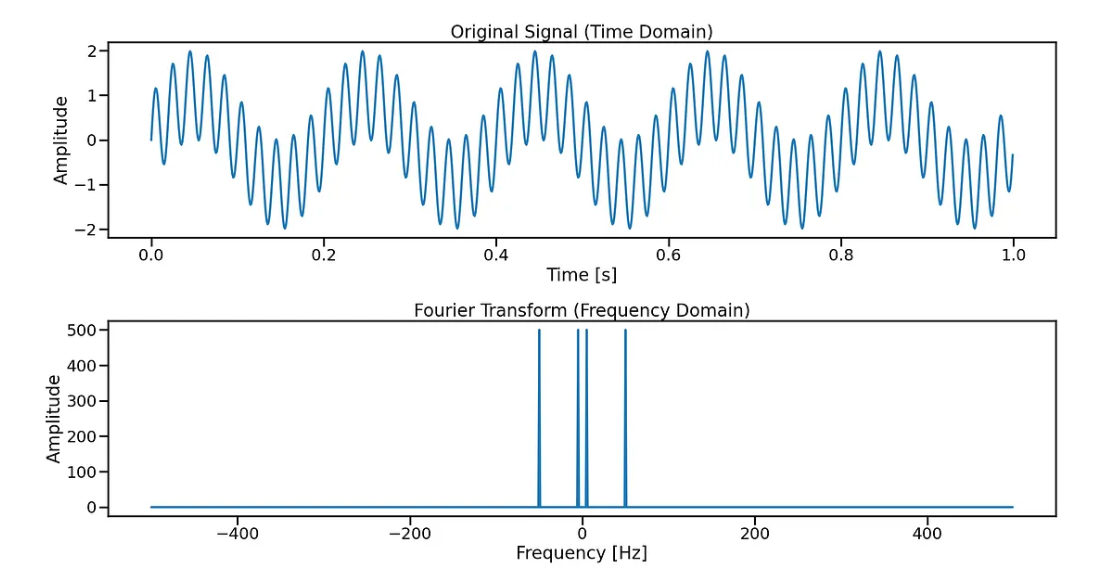 Original Signal (Time Domain)
2
1
0
−1
−2
Amplitude
0.0 0.2 0.4 0.6 0.8 1.0
Time [s]
Fourier Transform (Frequency Domain)
500
400
300
200
100
0
Amplitude
−400 −200 0 200 400
Frequency [Hz]